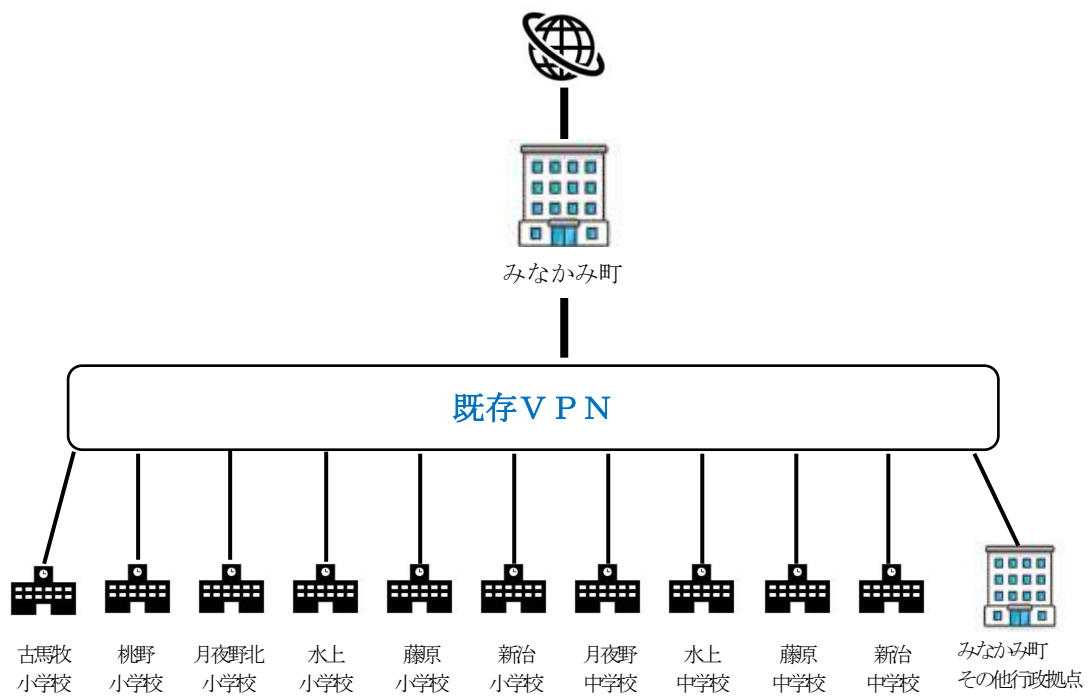 みなかみ町
既存ＶＰＮ
古馬牧
小学校
桃野
小学校
月夜野北
小学校
水上
小学校
藤原
小学校
新治
小学校
月夜野
中学校
水上
中学校
藤原
中学校
新治
中学校
みなかみ町
その他行政拠点